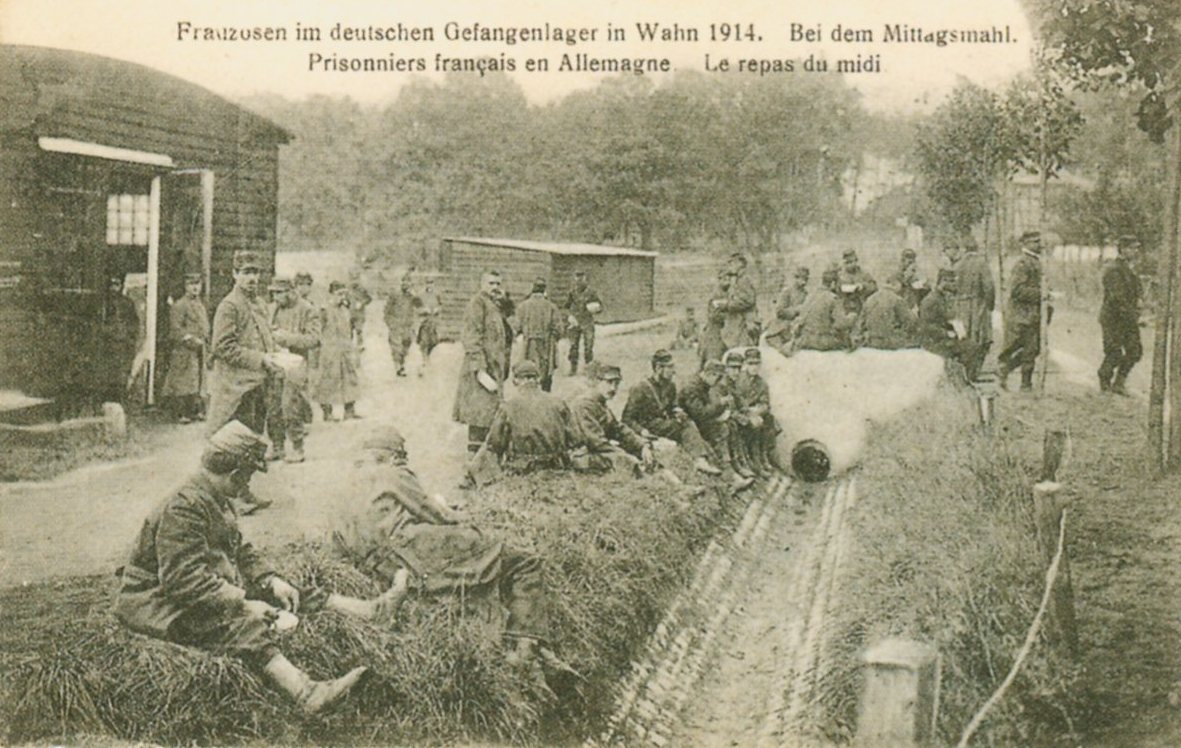 Franzosen im deutschen Gefangenlager in Wahn 1914. Bei dem Mittagsmahl.
Prisonniers français en Allemagne. Le repas du midi